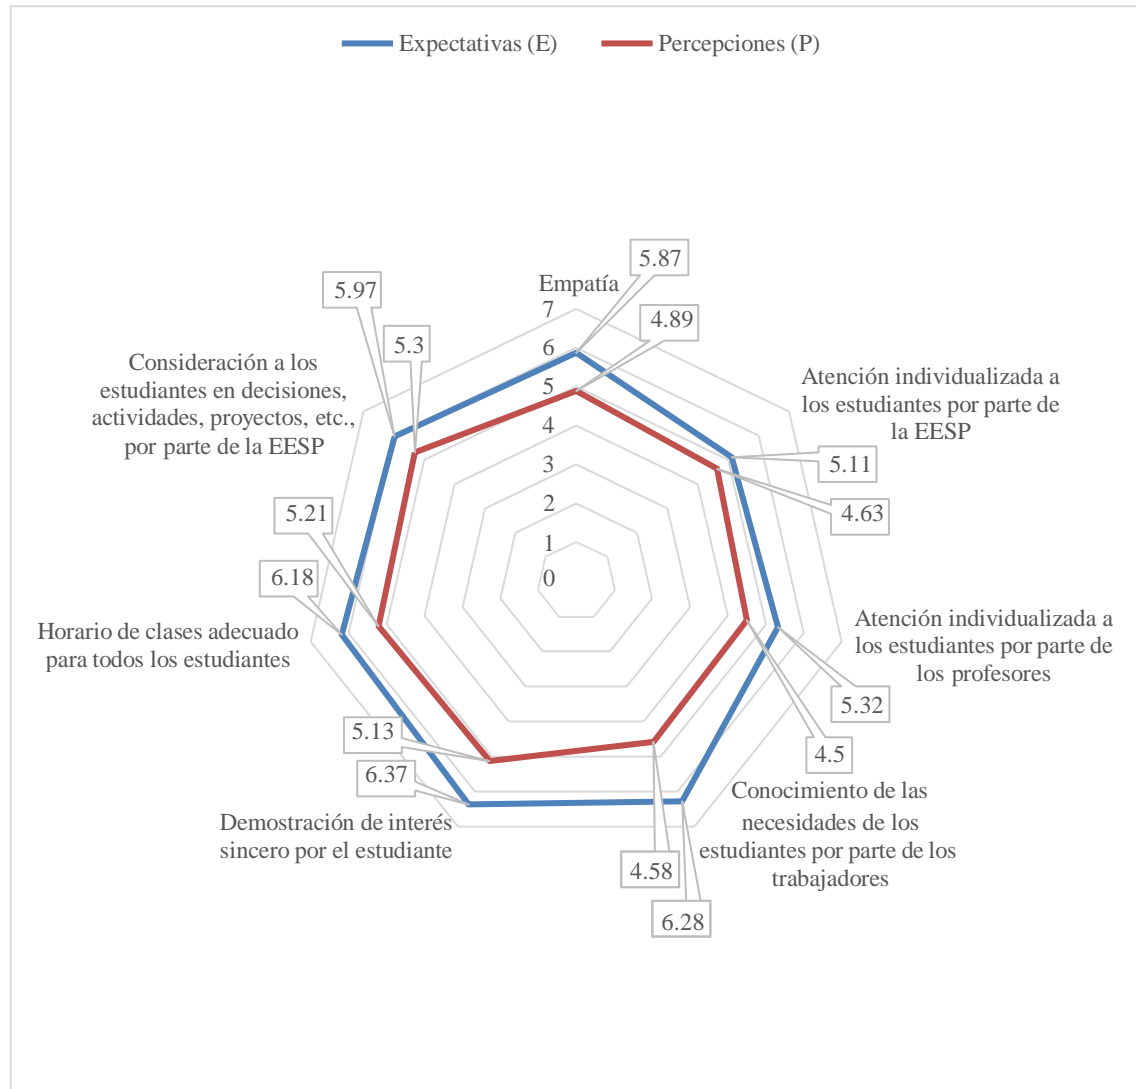 Expectativas (E)
Percepciones (P)
5.87
5.97
Empatía
7
4.89
5.3
6
Consideración a los
estudiantes en decisiones,
actividades, proyectos, etc.,
por parte de la EESP
Atención individualizada a
los estudiantes por parte de
la EESP
5
4
5.11
3
5.21
4.63
2
1
6.18
0
Horario de clases adecuado
para todos los estudiantes
Atención individualizada a
los estudiantes por parte de
los profesores
5.32
5.13
4.5
6.37
Conocimiento de las
necesidades de los
estudiantes por parte de los
trabajadores
Demostración de interés
sincero por el estudiante
4.58
6.28